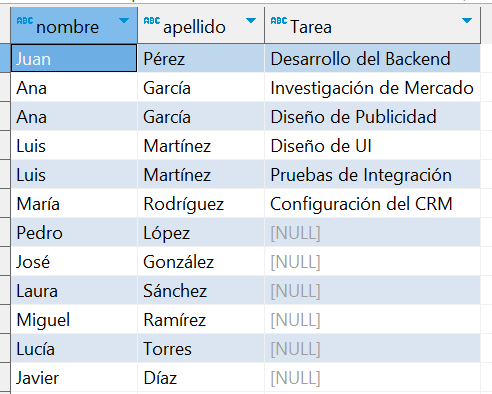 ABC nombre ABC apellido ABC Tarea
Juan Pérez Desarrollo del Backend
Ana García Investigación de Mercado
Ana García Diseño de Publicidad
Luis Martínez Diseño de UI
Luis Martínez Pruebas de Integración
María Rodríguez Configuración del CRM
Pedro López [NULL]
José González [NULL]
Laura Sánchez [NULL]
Miguel Ramírez [NULL]
Lucía Torres [NULL]
Javier Díaz [NULL]